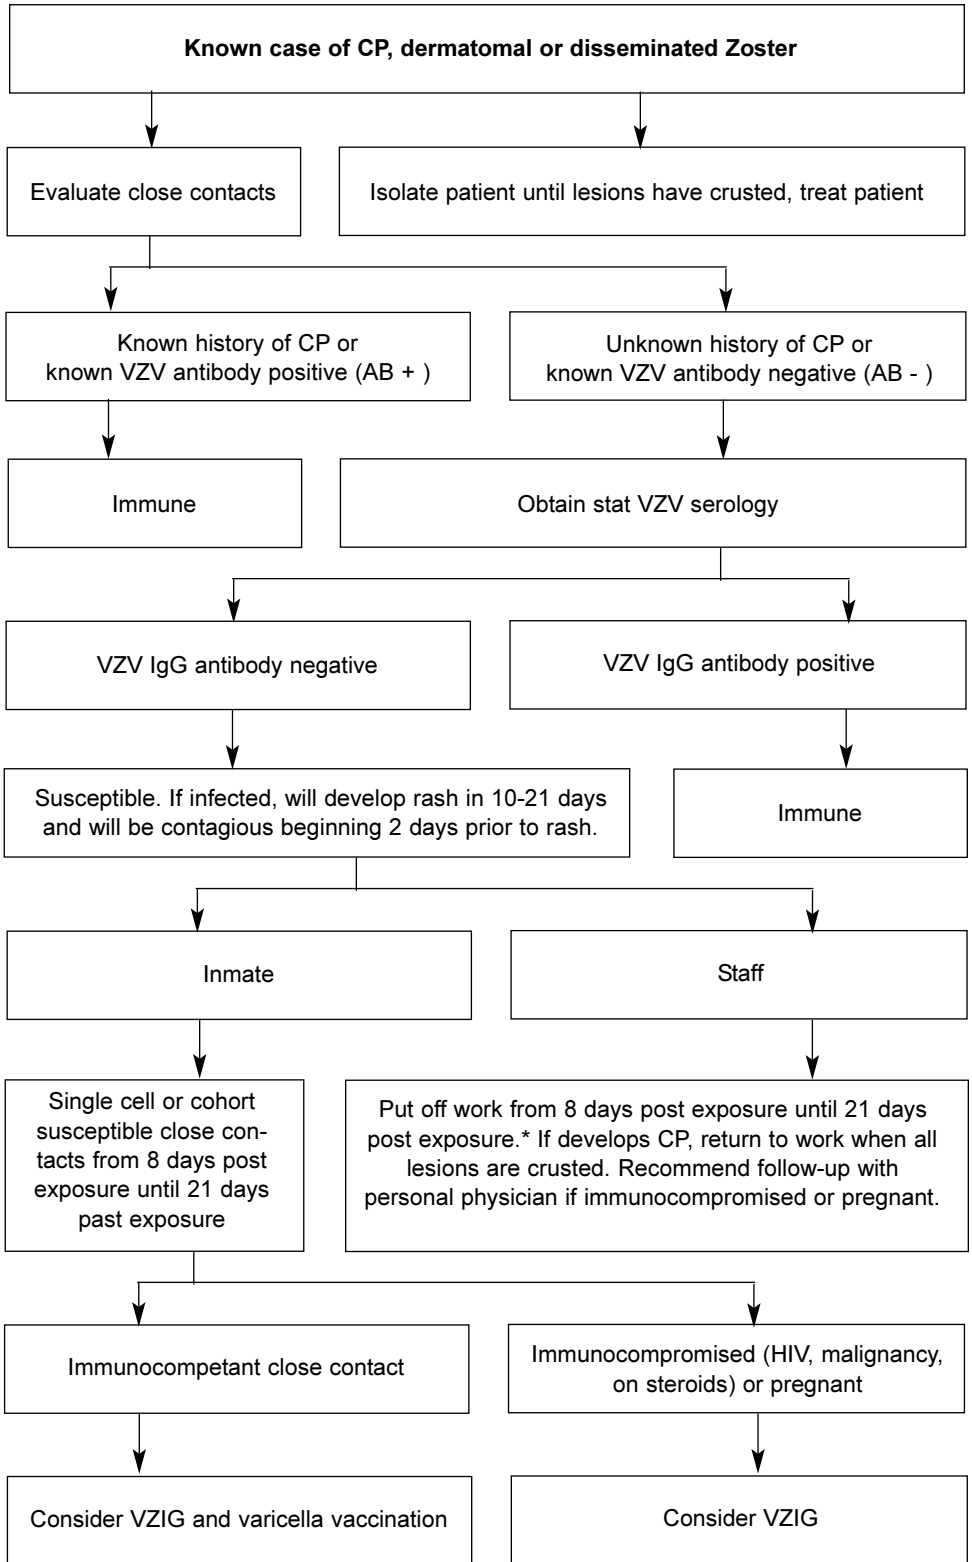 Known case of CP, dermatomal or disseminated Zoster
Evaluate close contacts
Isolate patient until lesions have crusted, treat patient
Known history of CP or
known VZV antibody positive (AB + )
Unknown history of CP or
known VZV antibody negative (AB - )
Immune
Obtain stat VZV serology
VZV IgG antibody negative
VZV IgG antibody positive
Susceptible. If infected, will develop rash in 10-21 days
and will be contagious beginning 2 days prior to rash.
Immune
Inmate
Staff
Single cell or cohort
susceptible close con-
tacts from 8 days post
exposure until 21 days
past exposure
Put off work from 8 days post exposure until 21 days
post exposure.* If develops CP, return to work when all
lesions are crusted. Recommend follow-up with
personal physician if immunocompromised or pregnant.
Immunocompetant close contact
Immunocompromised (HIV, malignancy,
on steroids) or pregnant
Consider VZIG and varicella vaccination
Consider VZIG